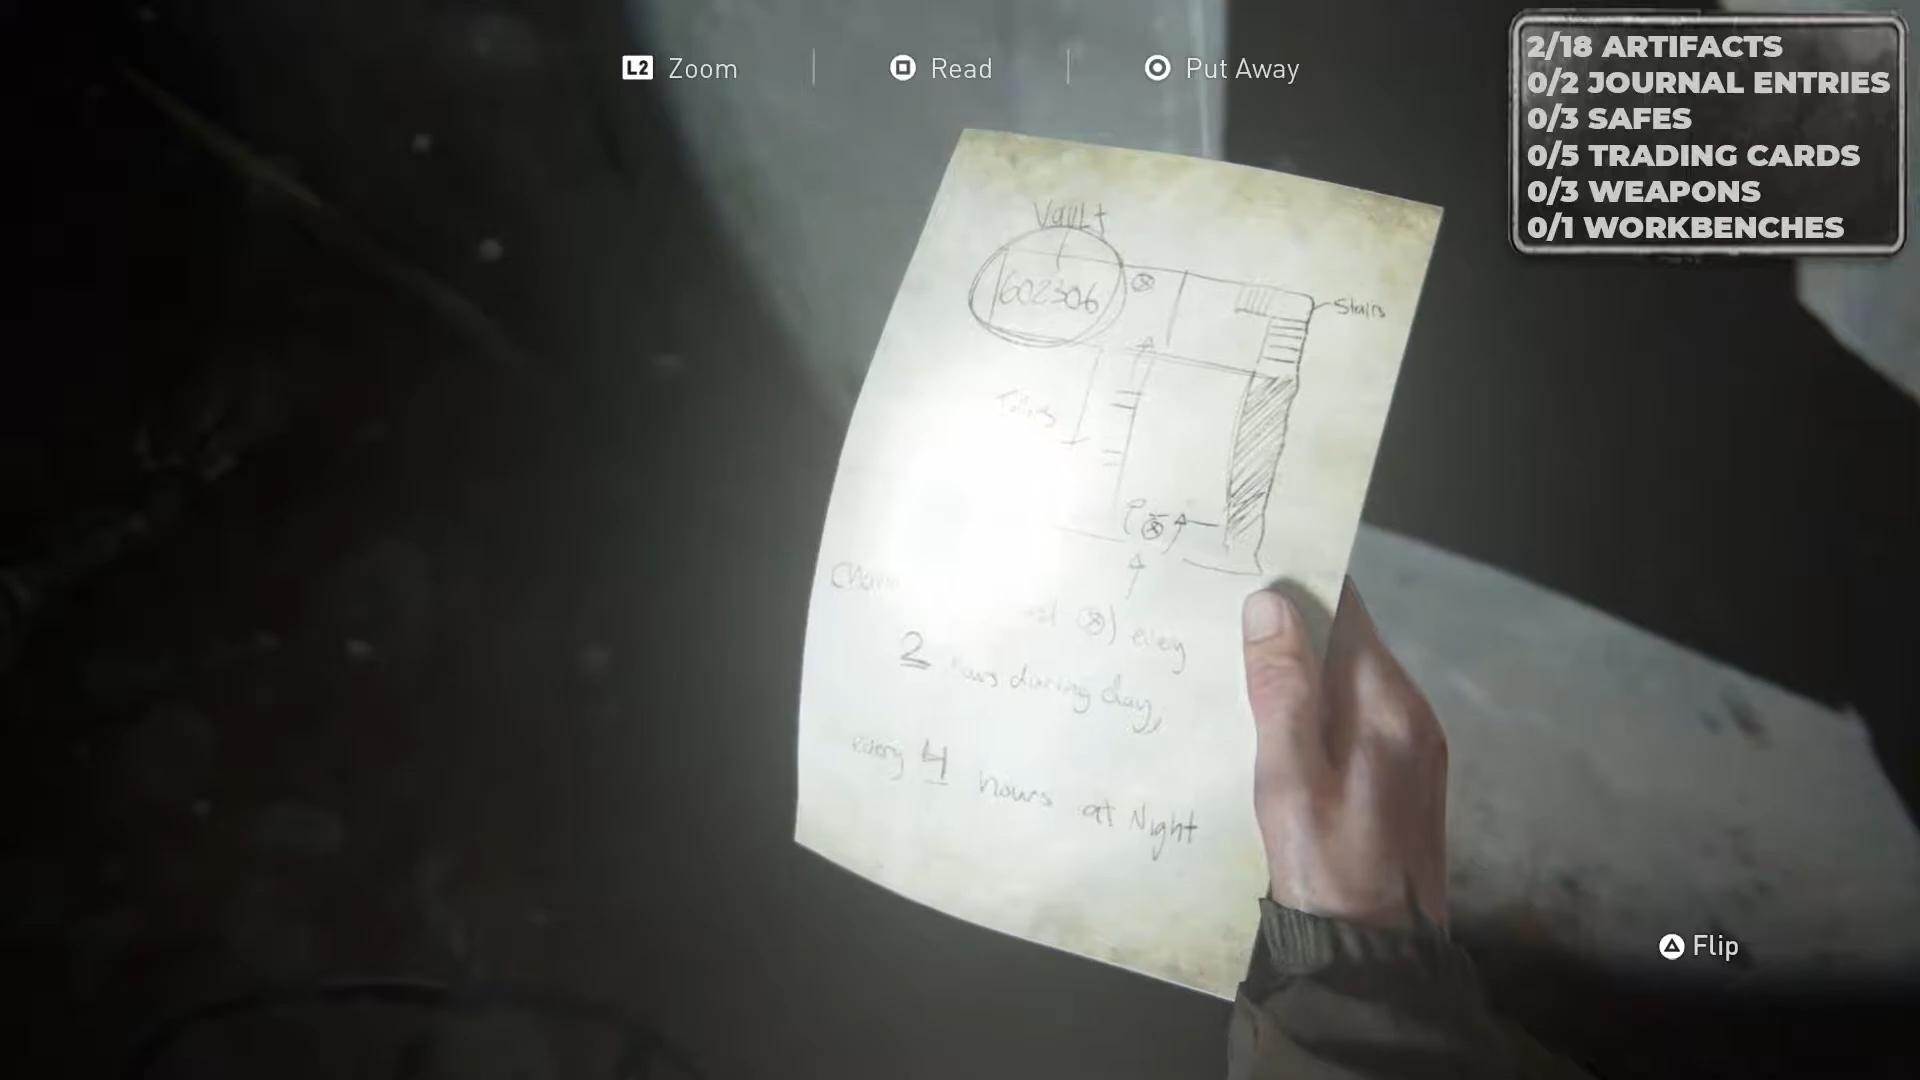 L2 Zoom
Read
Put Away
2/18 ARTIFACTS
0/2 JOURNAL ENTRIES
0/3 SAFES
0/5 TRADING CARDS
0/3 WEAPONS
0/1 WORKBENCHES
Vault
602306
Stairs
every
2 hours during day,
every 4 hours at Night
Flip